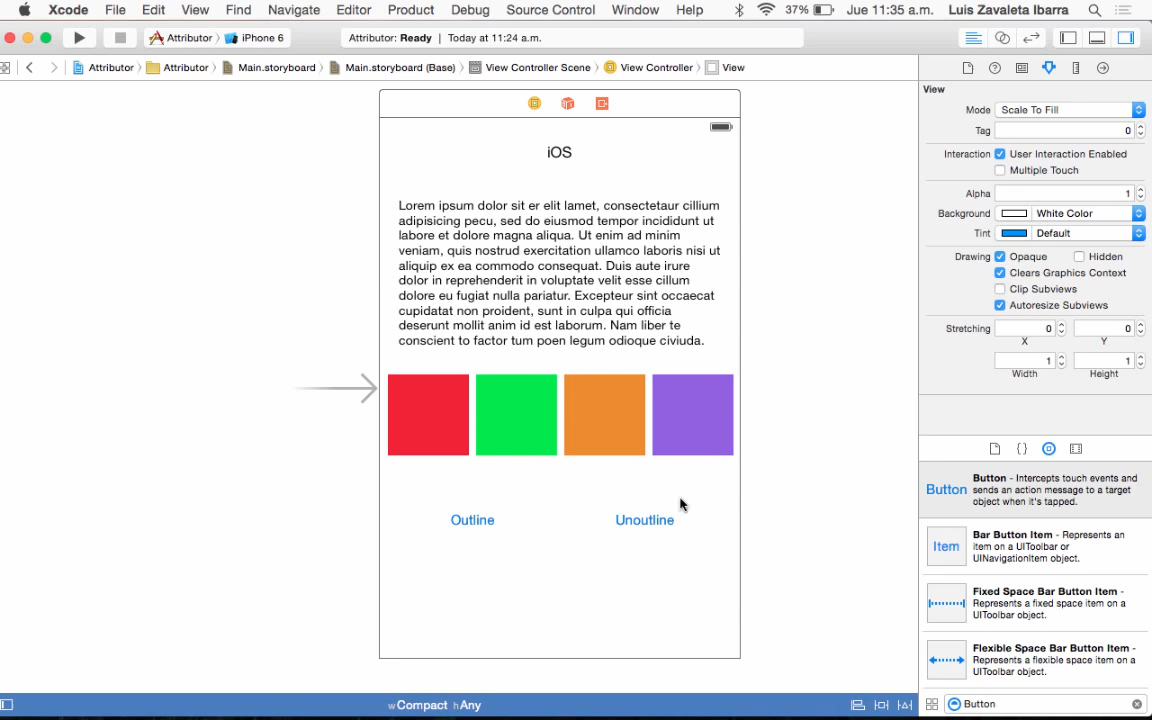 Xcode File Edit View Find Navigate Editor Product Debug Source Control Window Help 37% Jue 11:35 a.m. Luis Zavaleta Ibarra
Attributor iPhone 6 Attributor: Ready | Today at 11:24 a.m.
Attributor Attributor Main.storyboard Main.storyboard (Base) View Controller Scene View Controller View
iOS
Lorem ipsum dolor sit er elit lamet, consectetaur cillium
adipisicing pecu, sed do eiusmod tempor incididunt ut
labore et dolore magna aliqua. Ut enim ad minim
veniam, quis nostrud exercitation ullamco laboris nisi ut
aliquip ex ea commodo consequat. Duis aute irure
dolor in reprehenderit in voluptate velit esse cillum
dolore eu fugiat nulla pariatur. Excepteur sint occaecat
cupidatat non proident, sunt in culpa qui officia
deserunt mollit anim id est laborum. Nam liber te
conscient to factor tum poen legum odioque civiuda.
Outline Unoutline
wCompact hAny
View
Mode Scale To Fill
Tag 0
Interaction User Interaction Enabled
Multiple Touch
Alpha 1
Background White Color
Tint Default
Drawing Opaque Hidden
Clears Graphics Context
Clip Subviews
Autoresize Subviews
Stretching 0 0
X Y
1 1
Width Height
{}
Button
Button - Intercepts touch events and
sends an action message to a target
object when it's tapped.
Item
Bar Button Item - Represents an
item on a UIToolbar or
UINavigationItem object.
Fixed Space Bar Button Item -
Represents a fixed space item on a
UIToolbar object.
Flexible Space Bar Button Item -
Represents a flexible space item on a
UIToolbar object.
Button